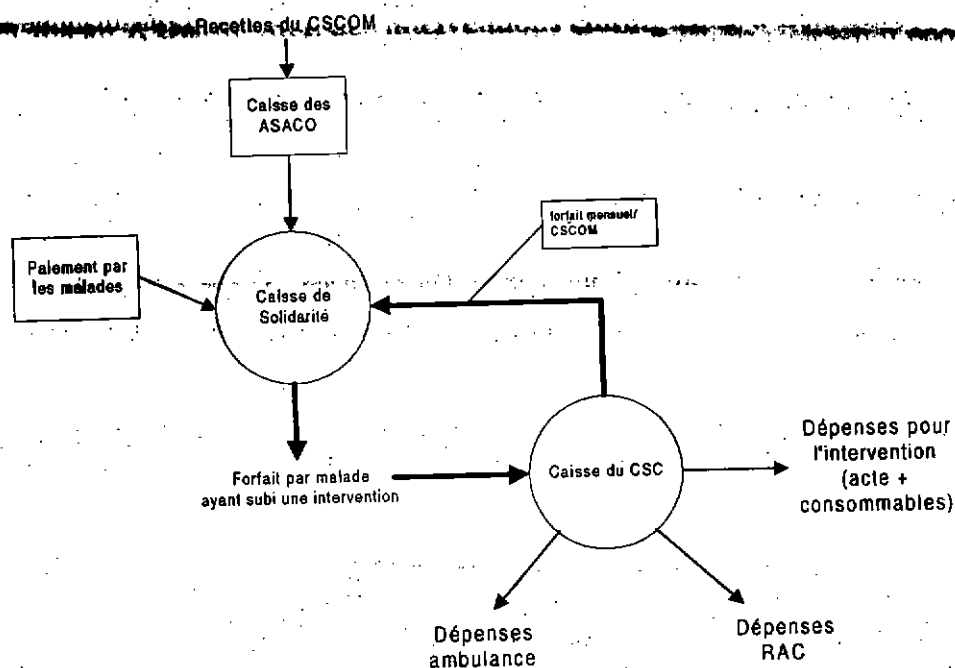 Recettes du CSCOM
Caisse des
ASACO
forfait mensuel/
CSCOM
Paiement par
les malades
Caisse de
Solidarité
Forfait par malade
ayant subi une intervention
Caisse du CSC
Dépenses pour
l'intervention
(acte +
consommables)
Dépenses
ambulance
Dépenses
RAC